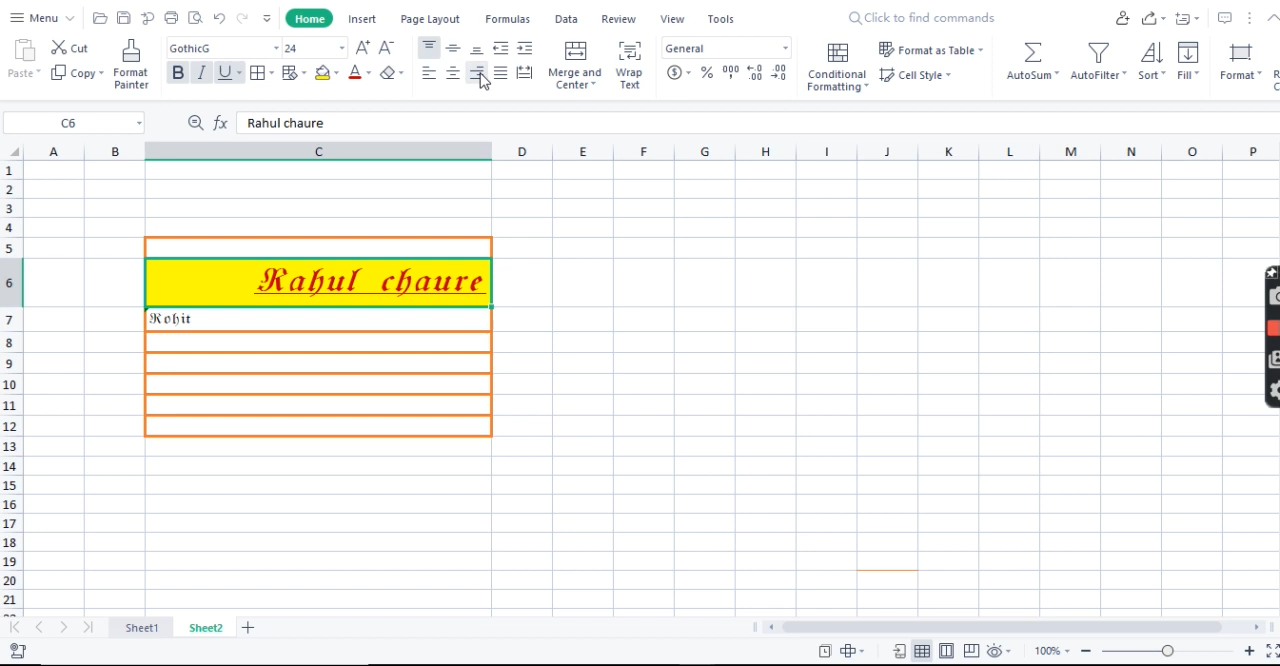 Menu Home Insert Page Layout Formulas Data Review View Tools Click to find commands
Cut GothicG 24 General Format as Table
Paste Copy Format Painter B I U Merge and Center Wrap Text Conditional Formatting Cell Style AutoSum AutoFilter Sort Fill Format
C6 fx Rahul chaure
A B C D E F G H I J K L M N O P
1
2
3
4
5
6 Rahul chaure
7 Rohit
8
9
10
11
12
13
14
15
16
17
18
19
20
21
Sheet1 Sheet2
100%